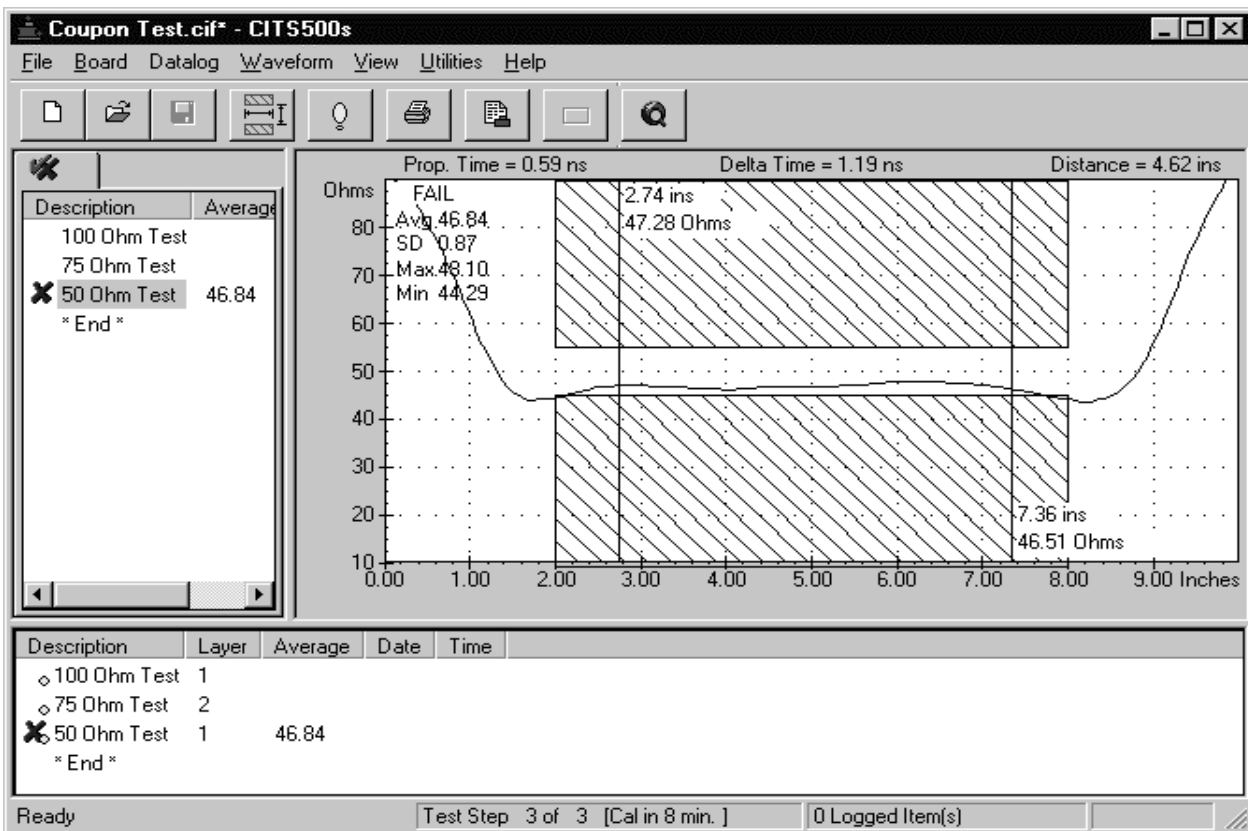 Coupon Test.cif* - CITS500s
File Board Datalog Waveform View Utilities Help
Description Average
100 Ohm Test
75 Ohm Test
50 Ohm Test 46.84
* End *
Prop. Time = 0.59 ns Delta Time = 1.19 ns Distance = 4.62 ins
Ohms
FAIL
Avg 46.84
SD 0.87
Max 48.10
Min 44.29
2.74 ins
47.28 Ohms
7.36 ins
46.51 Ohms
80
70
60
50
40
30
20
10
0.00 1.00 2.00 3.00 4.00 5.00 6.00 7.00 8.00 9.00 Inches
Description Layer Average Date Time
100 Ohm Test 1
75 Ohm Test 2
50 Ohm Test 1 46.84
* End *
Ready Test Step 3 of 3 [Cal in 8 min. ] 0 Logged Item(s)